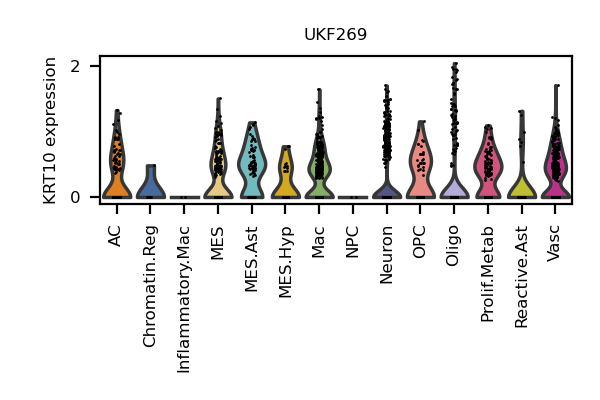 UKF269
KRT10 expression
2
0
AC
Chromatin.Reg
Inflammatory.Mac
MES
MES.Ast
MES.Hyp
Mac
NPC
Neuron
OPC
Oligo
Prolif.Metab
Reactive.Ast
Vasc